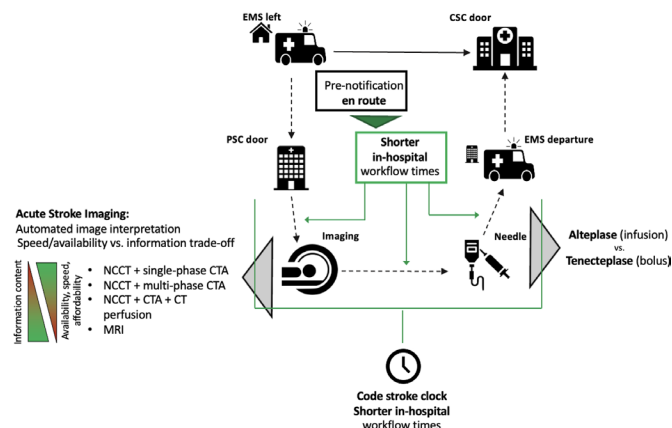 EMS left
CSC door
Pre-notification
en route
PSC door
Shorter
in-hospital
workflow times
EMS departure
Acute Stroke Imaging:
Automated image interpretation
Speed/availability vs. information trade-off
Imaging
Needle
Alteplase (infusion)
vs.
Tenecteplase (bolus)
Information content
Availability, speed,
affordability
• NCCT + single-phase CTA
• NCCT + multi-phase CTA
• NCCT + CTA + CT
perfusion
• MRI
Code stroke clock
Shorter in-hospital
workflow times